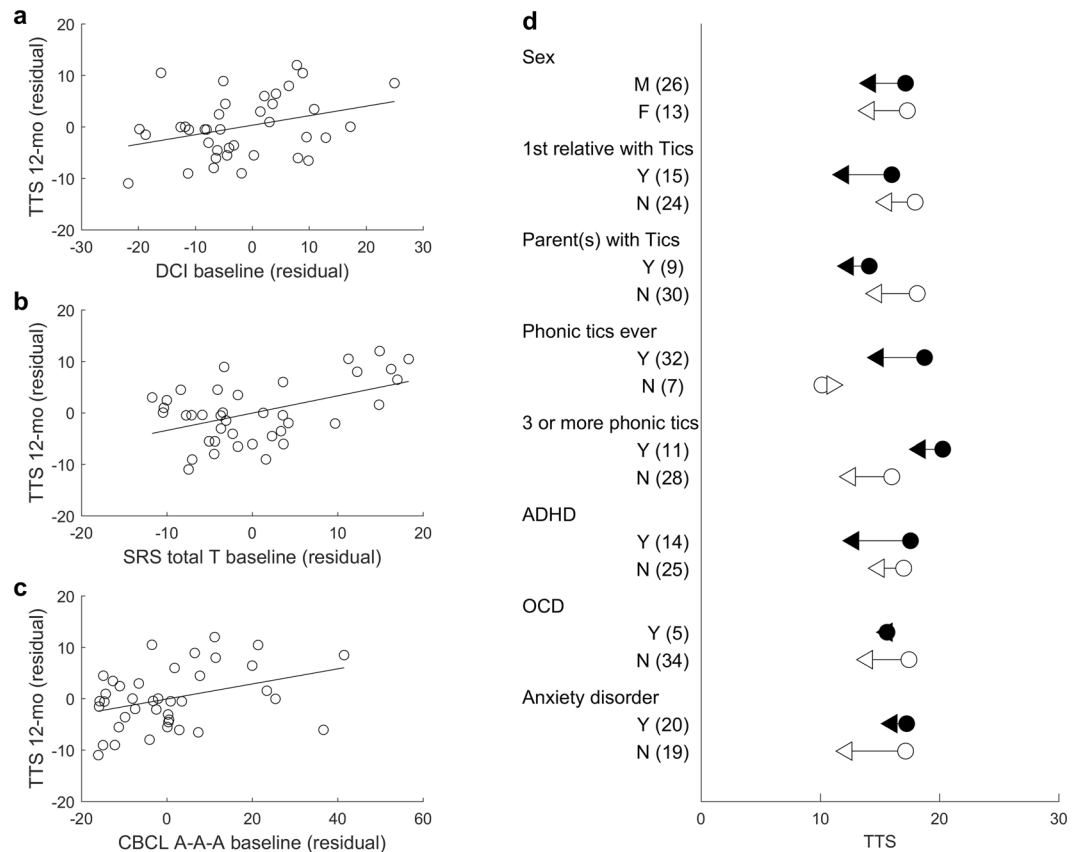 a
20
10
0
-10
-20
-30
-20
-10
0
10
20
30
TTS 12-mo (residual)
DCI baseline (residual)
b
20
10
0
-10
-20
-20
-10
0
10
20
TTS 12-mo (residual)
SRS total T baseline (residual)
c
20
10
0
-10
-20
-20
0
20
40
60
TTS 12-mo (residual)
CBCL A-A-A baseline (residual)
d
Sex
M (26)
F (13)
1st relative with Tics
Y (15)
N (24)
Parent(s) with Tics
Y (9)
N (30)
Phonic tics ever
Y (32)
N (7)
3 or more phonic tics
Y (11)
N (28)
ADHD
Y (14)
N (25)
OCD
Y (5)
N (34)
Anxiety disorder
Y (20)
N (19)
0
10
20
30
TTS